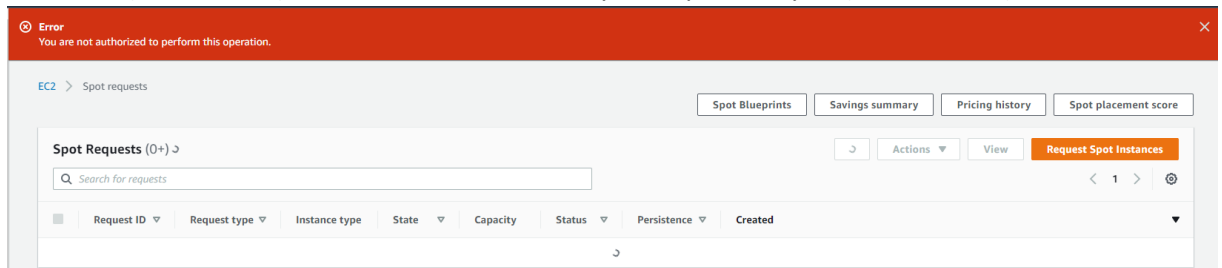 Error
You are not authorized to perform this operation.
EC2 > Spot requests
Spot Blueprints Savings summary Pricing history Spot placement score
Spot Requests (0+) Actions View Request Spot Instances
Search for requests < 1 >
Request ID Request type Instance type State Capacity Status Persistence Created